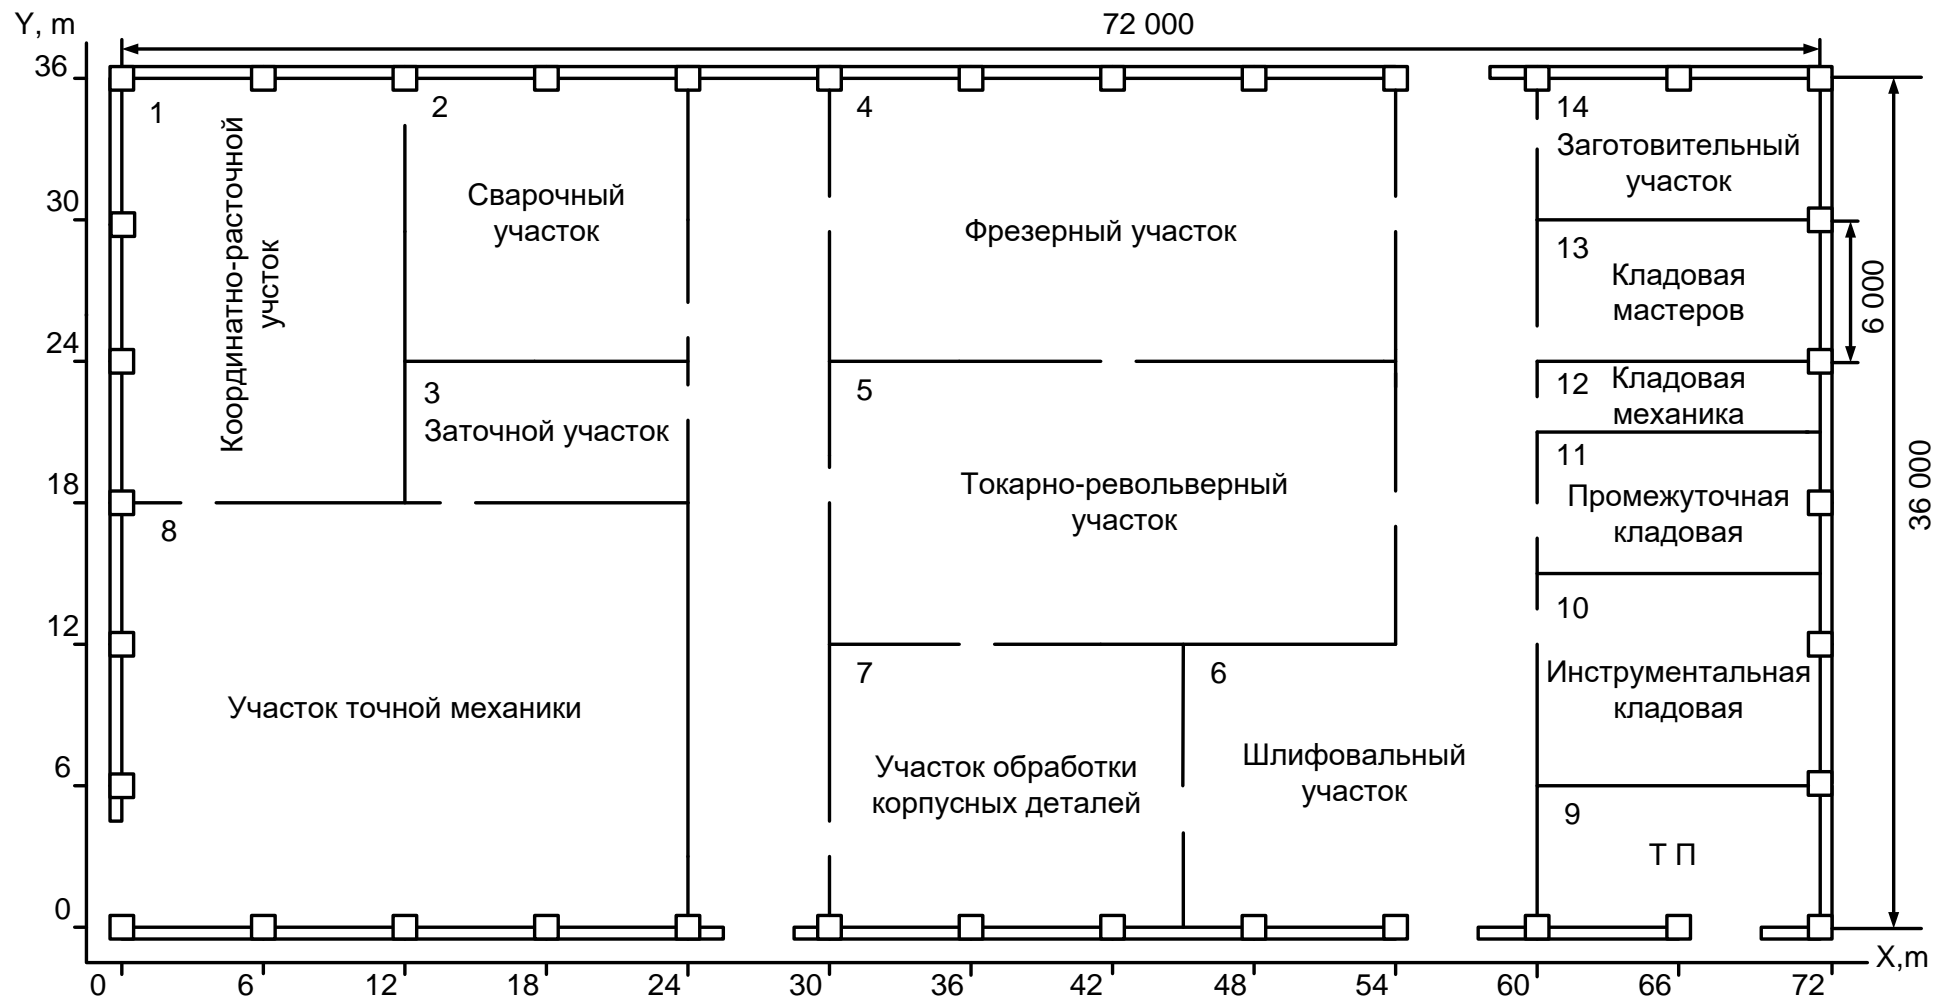 Y, m
72 000
36
30
24
18
12
6
0
1
Координатно-расточной
учсток
2
Сварочный
участок
3
Заточной участок
4
Фрезерный участок
5
Токарно-револьверный
участок
14
Заготовительный
участок
13
Кладовая
мастеров
6 000
12
Кладовая
механика
11
Промежуточная
кладовая
36 000
8
Участок точной механики
7
Участок обработки
корпусных деталей
6
Шлифовальный
участок
10
Инструментальная
кладовая
9
Т П
X,m
0
6
12
18
24
30
36
42
48
54
60
66
72